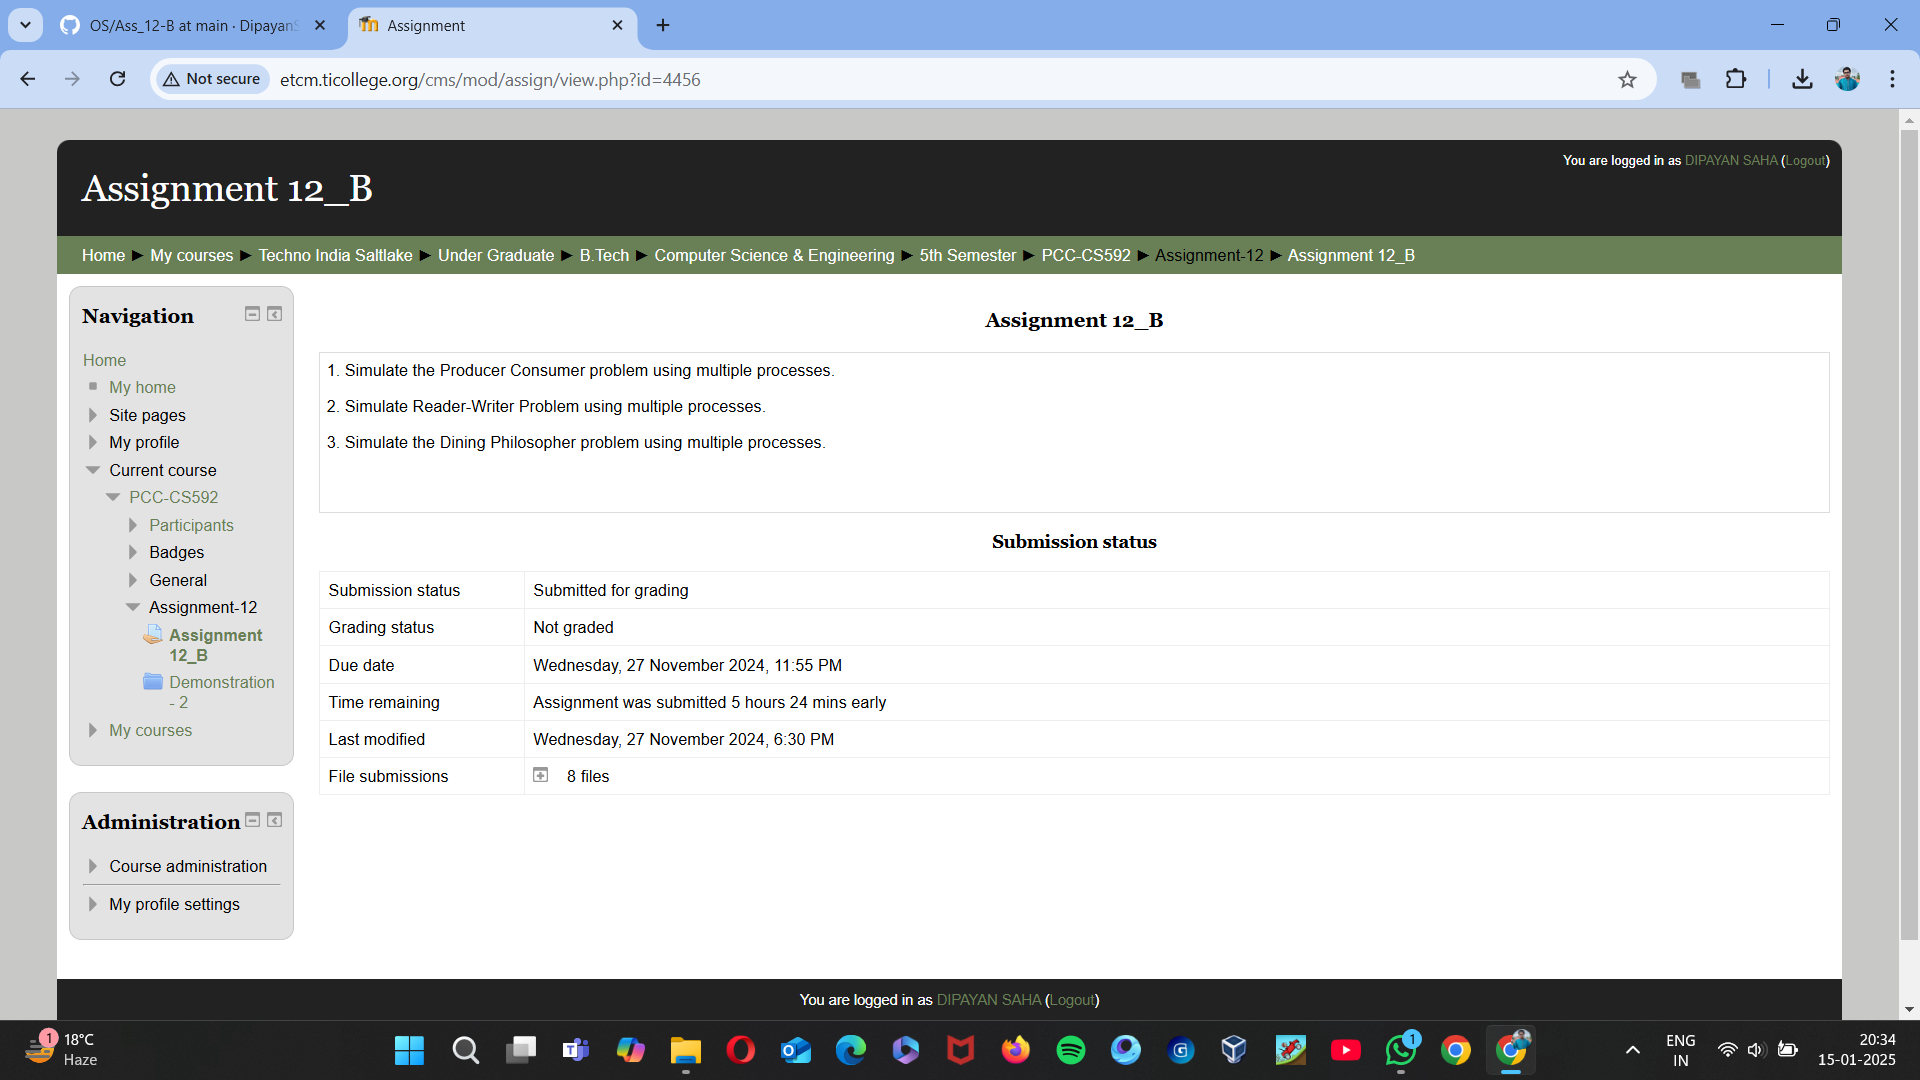 OS/Ass_12-B at main · Dipayan
Assignment
Not secure
etcm.ticollege.org/cms/mod/assign/view.php?id=4456
You are logged in as DIPAYAN SAHA (Logout)
Assignment 12_B
Home ► My courses ► Techno India Saltlake ► Under Graduate ► B.Tech ► Computer Science & Engineering ► 5th Semester ► PCC-CS592 ► Assignment-12 ► Assignment 12_B
Navigation
Home
My home
Site pages
My profile
Current course
PCC-CS592
Participants
Badges
General
Assignment-12
Assignment
12_B
Demonstration
- 2
My courses
Administration
Course administration
My profile settings
Assignment 12_B
1. Simulate the Producer Consumer problem using multiple processes.
2. Simulate Reader-Writer Problem using multiple processes.
3. Simulate the Dining Philosopher problem using multiple processes.
Submission status
Submission status Submitted for grading
Grading status Not graded
Due date Wednesday, 27 November 2024, 11:55 PM
Time remaining Assignment was submitted 5 hours 24 mins early
Last modified Wednesday, 27 November 2024, 6:30 PM
File submissions 8 files
You are logged in as DIPAYAN SAHA (Logout)
1
18°C
Haze
1
ENG
IN
20:34
15-01-2025